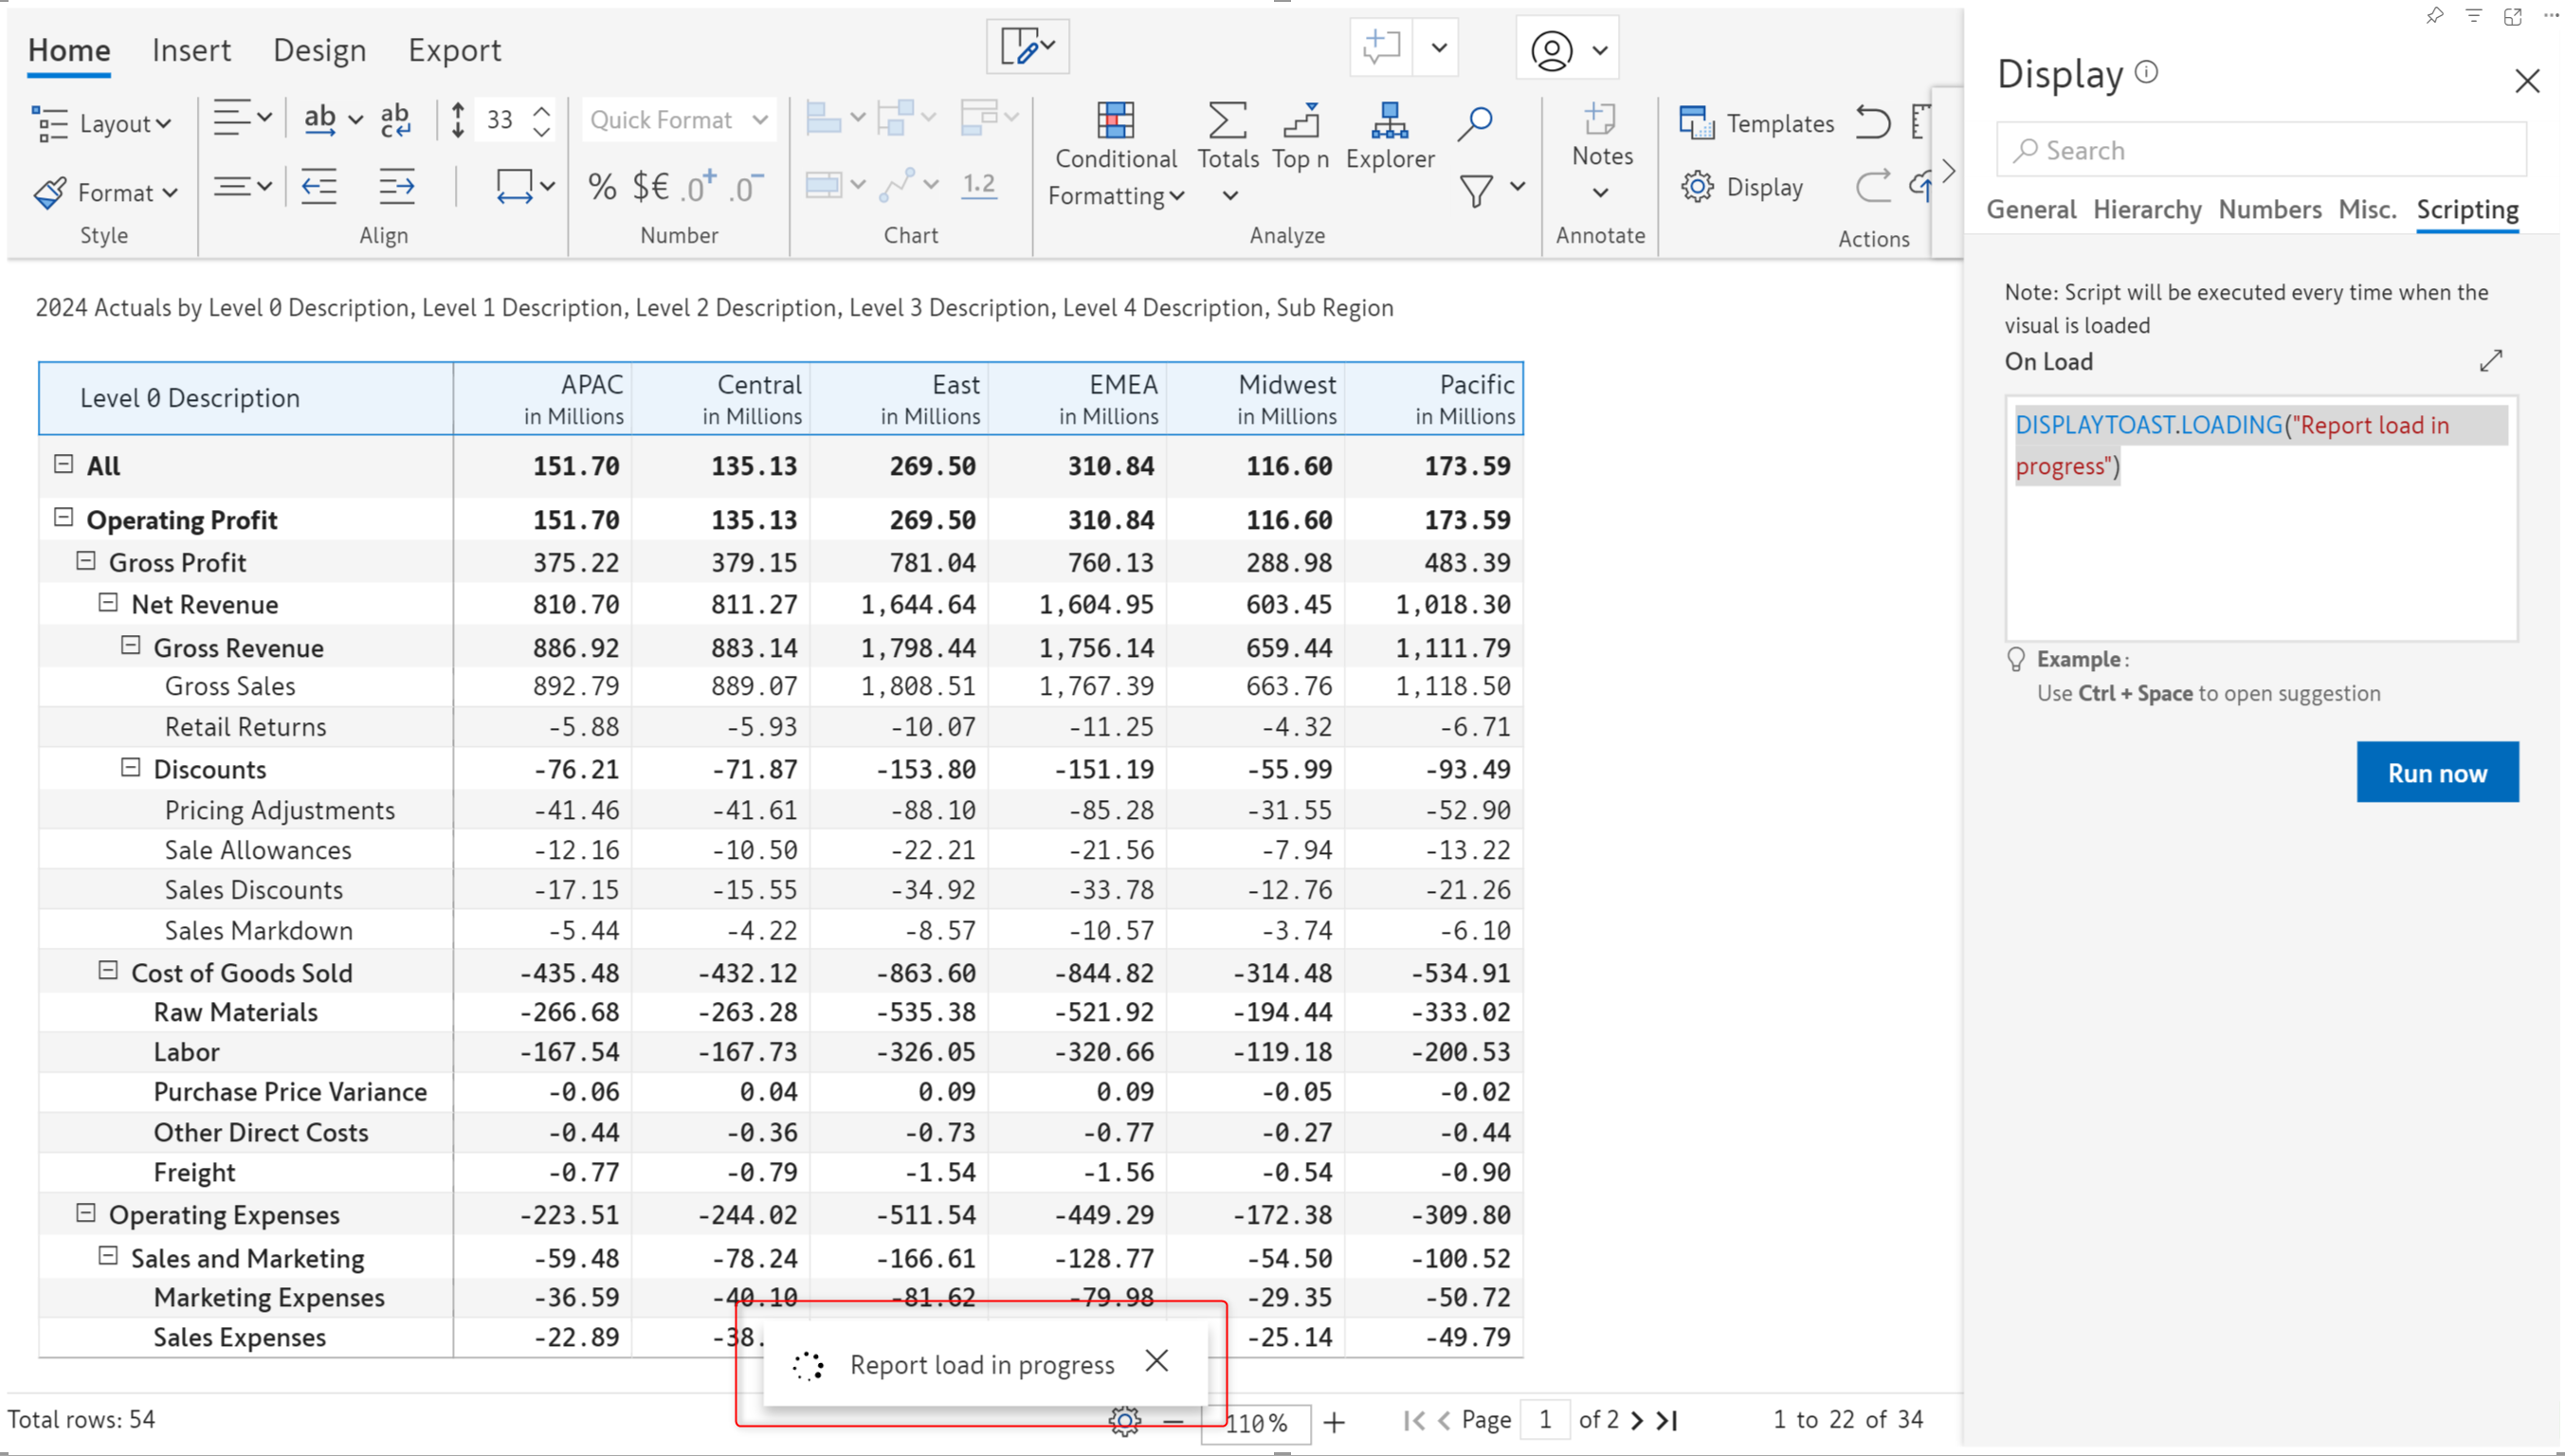 Home Insert Design Export
Layout ab ab c 33 Quick Format Conditional Formatting Totals Top n Explorer Notes Templates
Format % $€ .0+ .0- 1.2 Display
Style Align Number Chart Analyze Annotate Actions
2024 Actuals by Level 0 Description, Level 1 Description, Level 2 Description, Level 3 Description, Level 4 Description, Sub Region
Level 0 Description APAC Central East EMEA Midwest Pacific
in Millions in Millions in Millions in Millions in Millions in Millions
All 151.70 135.13 269.50 310.84 116.60 173.59
Operating Profit 151.70 135.13 269.50 310.84 116.60 173.59
Gross Profit 375.22 379.15 781.04 760.13 288.98 483.39
Net Revenue 810.70 811.27 1,644.64 1,604.95 603.45 1,018.30
Gross Revenue 886.92 883.14 1,798.44 1,756.14 659.44 1,111.79
Gross Sales 892.79 889.07 1,808.51 1,767.39 663.76 1,118.50
Retail Returns -5.88 -5.93 -10.07 -11.25 -4.32 -6.71
Discounts -76.21 -71.87 -153.80 -151.19 -55.99 -93.49
Pricing Adjustments -41.46 -41.61 -88.10 -85.28 -31.55 -52.90
Sale Allowances -12.16 -10.50 -22.21 -21.56 -7.94 -13.22
Sales Discounts -17.15 -15.55 -34.92 -33.78 -12.76 -21.26
Sales Markdown -5.44 -4.22 -8.57 -10.57 -3.74 -6.10
Cost of Goods Sold -435.48 -432.12 -863.60 -844.82 -314.48 -534.91
Raw Materials -266.68 -263.28 -535.38 -521.92 -194.44 -333.02
Labor -167.54 -167.73 -326.05 -320.66 -119.18 -200.53
Purchase Price Variance -0.06 0.04 0.09 0.09 -0.05 -0.02
Other Direct Costs -0.44 -0.36 -0.73 -0.77 -0.27 -0.44
Freight -0.77 -0.79 -1.54 -1.56 -0.54 -0.90
Operating Expenses -223.51 -244.02 -511.54 -449.29 -172.38 -309.80
Sales and Marketing -59.48 -78.24 -166.61 -128.77 -54.50 -100.52
Marketing Expenses -36.59 -40.10 -81.62 -79.98 -29.35 -50.72
Sales Expenses -22.89 -38. -25.14 -49.79
Report load in progress
Total rows: 54 110% Page 1 of 2 1 to 22 of 34
Display
Search
General Hierarchy Numbers Misc. Scripting
Note: Script will be executed every time when the
visual is loaded
On Load
DISPLAYTOAST.LOADING("Report load in
progress")
Example:
Use Ctrl + Space to open suggestion
Run now